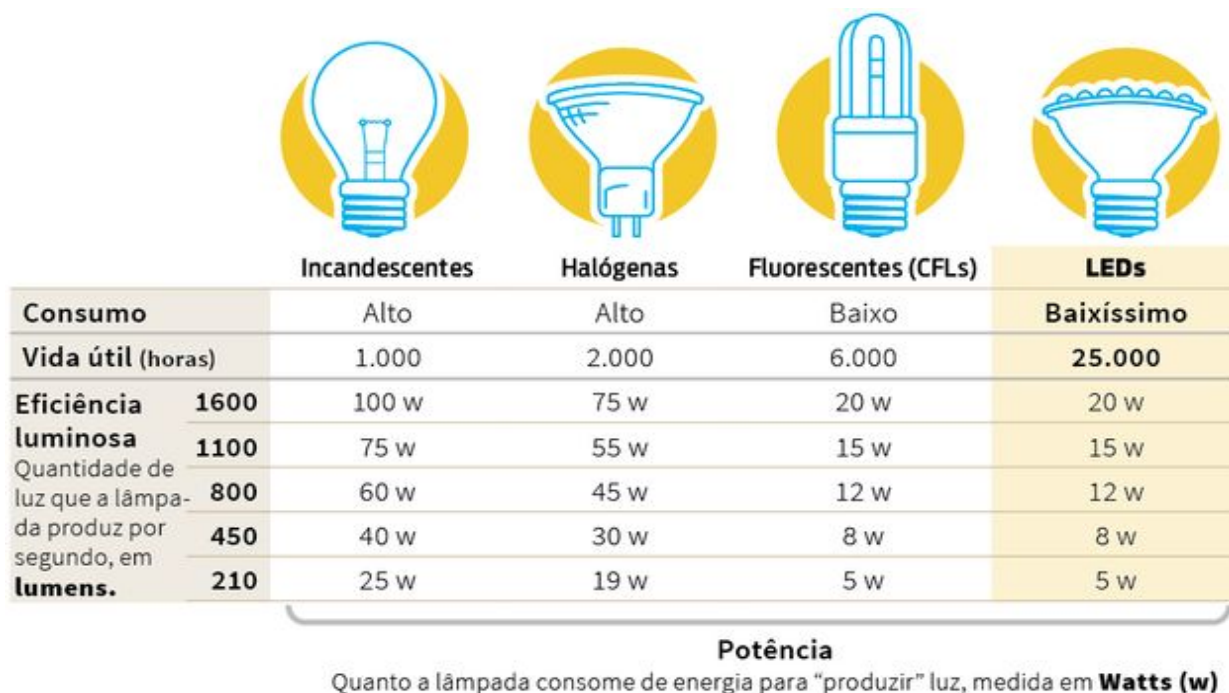 Incandescentes Halógenas Fluorescentes (CFLs) LEDs
Consumo Alto Alto Baixo Baixíssimo
Vida útil (horas) 1.000 2.000 6.000 25.000
Eficiência luminosa
Quantidade de
luz que a lâmpa-
da produz por
segundo, em
lumens.
1600 100 w 75 w 20 w 20 w
1100 75 w 55 w 15 w 15 w
800 60 w 45 w 12 w 12 w
450 40 w 30 w 8 w 8 w
210 25 w 19 w 5 w 5 w
Potência
Quanto a lâmpada consome de energia para “produzir” luz, medida em Watts (w)